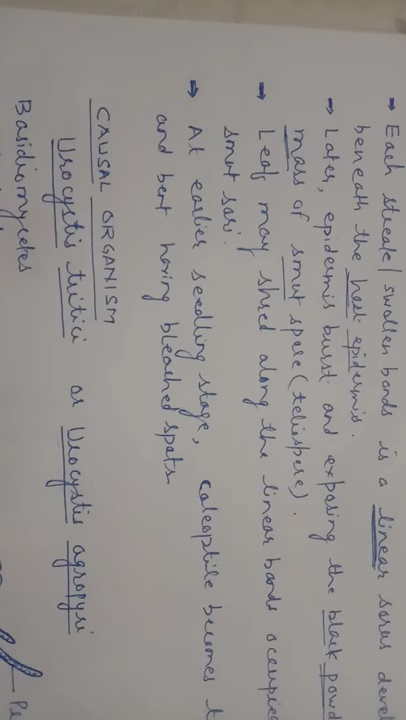 → Each streak/swollen bands is a linear sorus devel
beneath the host epidermis.
→ Later, epidermis burst and exposing the black powd
mass of smut spore (teliospore).
→ Leafs may shred along the linear bands occupied
smut sori.
→ At earlier seedling stage, coleoptile becomes t
and bent having bleached spots.
CAUSAL ORGANISM
Urocystis tritici or Urocystis agropyri
Basidiomycetes
Pe